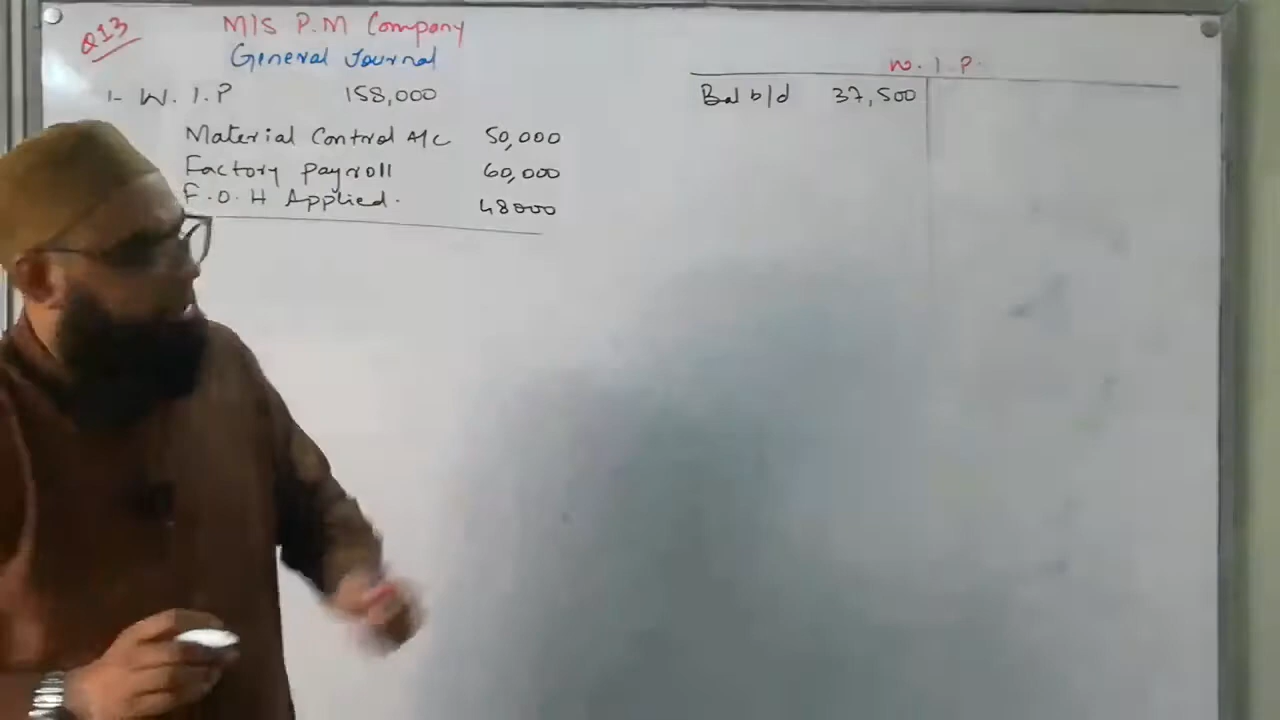 Q13
M/S P.M Company
General Journal
1- W.I.P 158,000
Material Control A/C 50,000
Factory payroll 60,000
F.O.H Applied. 48000
W.I.P.
Bal b/d 37,500